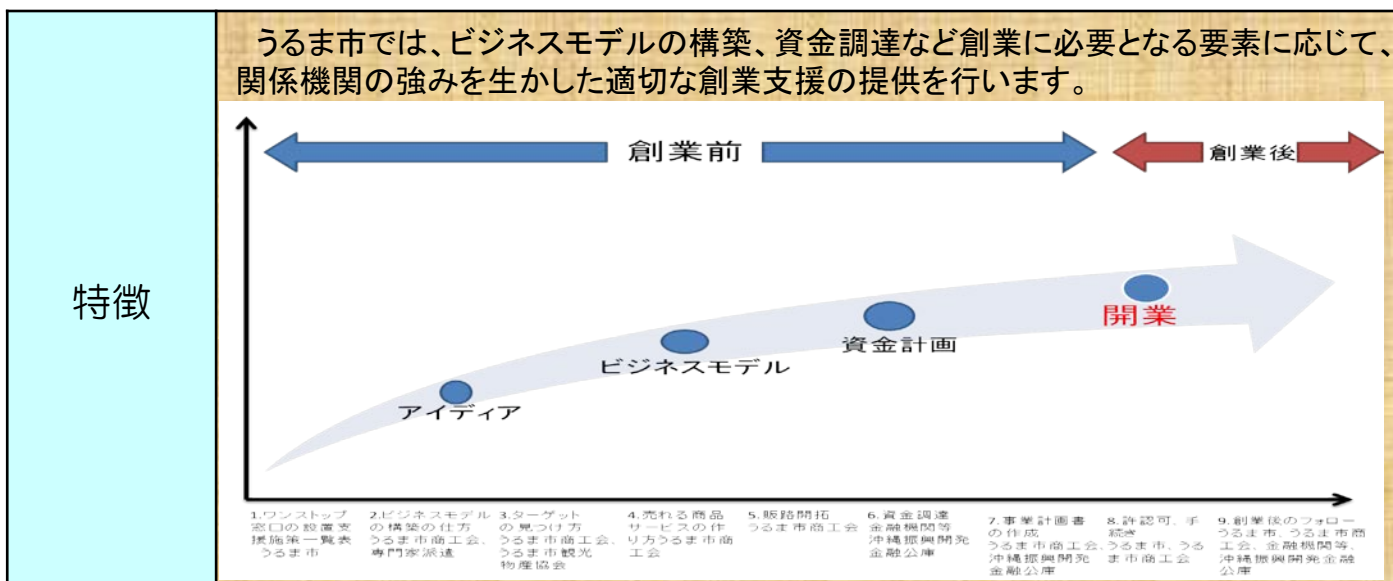 特徴
うるま市では、ビジネスモデルの構築、資金調達など創業に必要となる要素に応じて、
関係機関の強みを生かした適切な創業支援の提供を行います。
創業前
創業後
開業
資金計画
ビジネスモデル
アイディア
1.ワンストップ
窓口の設置支
援施策一覧表
うるま市
2.ビジネスモデル
の構築の仕方
うるま市商工会、
専門家派遣
3.ターゲット
の見つけ方
うるま市商工会、
うるま市観光
物産協会
4.売れる商品
サービスの作
り方うるま市商
工会
5.販路開拓
うるま市商工会
6.資金調達
金融機関等
沖縄振興開発
金融公庫
7.事業計画書
の作成
うるま市商工会、
沖縄振興開発
金融公庫
8.許認可、手
続き
うるま市、うる
ま市商工会
9.創業後のフォロー
うるま市、うるま市商
工会、金融機関等、
沖縄振興開発金融
公庫